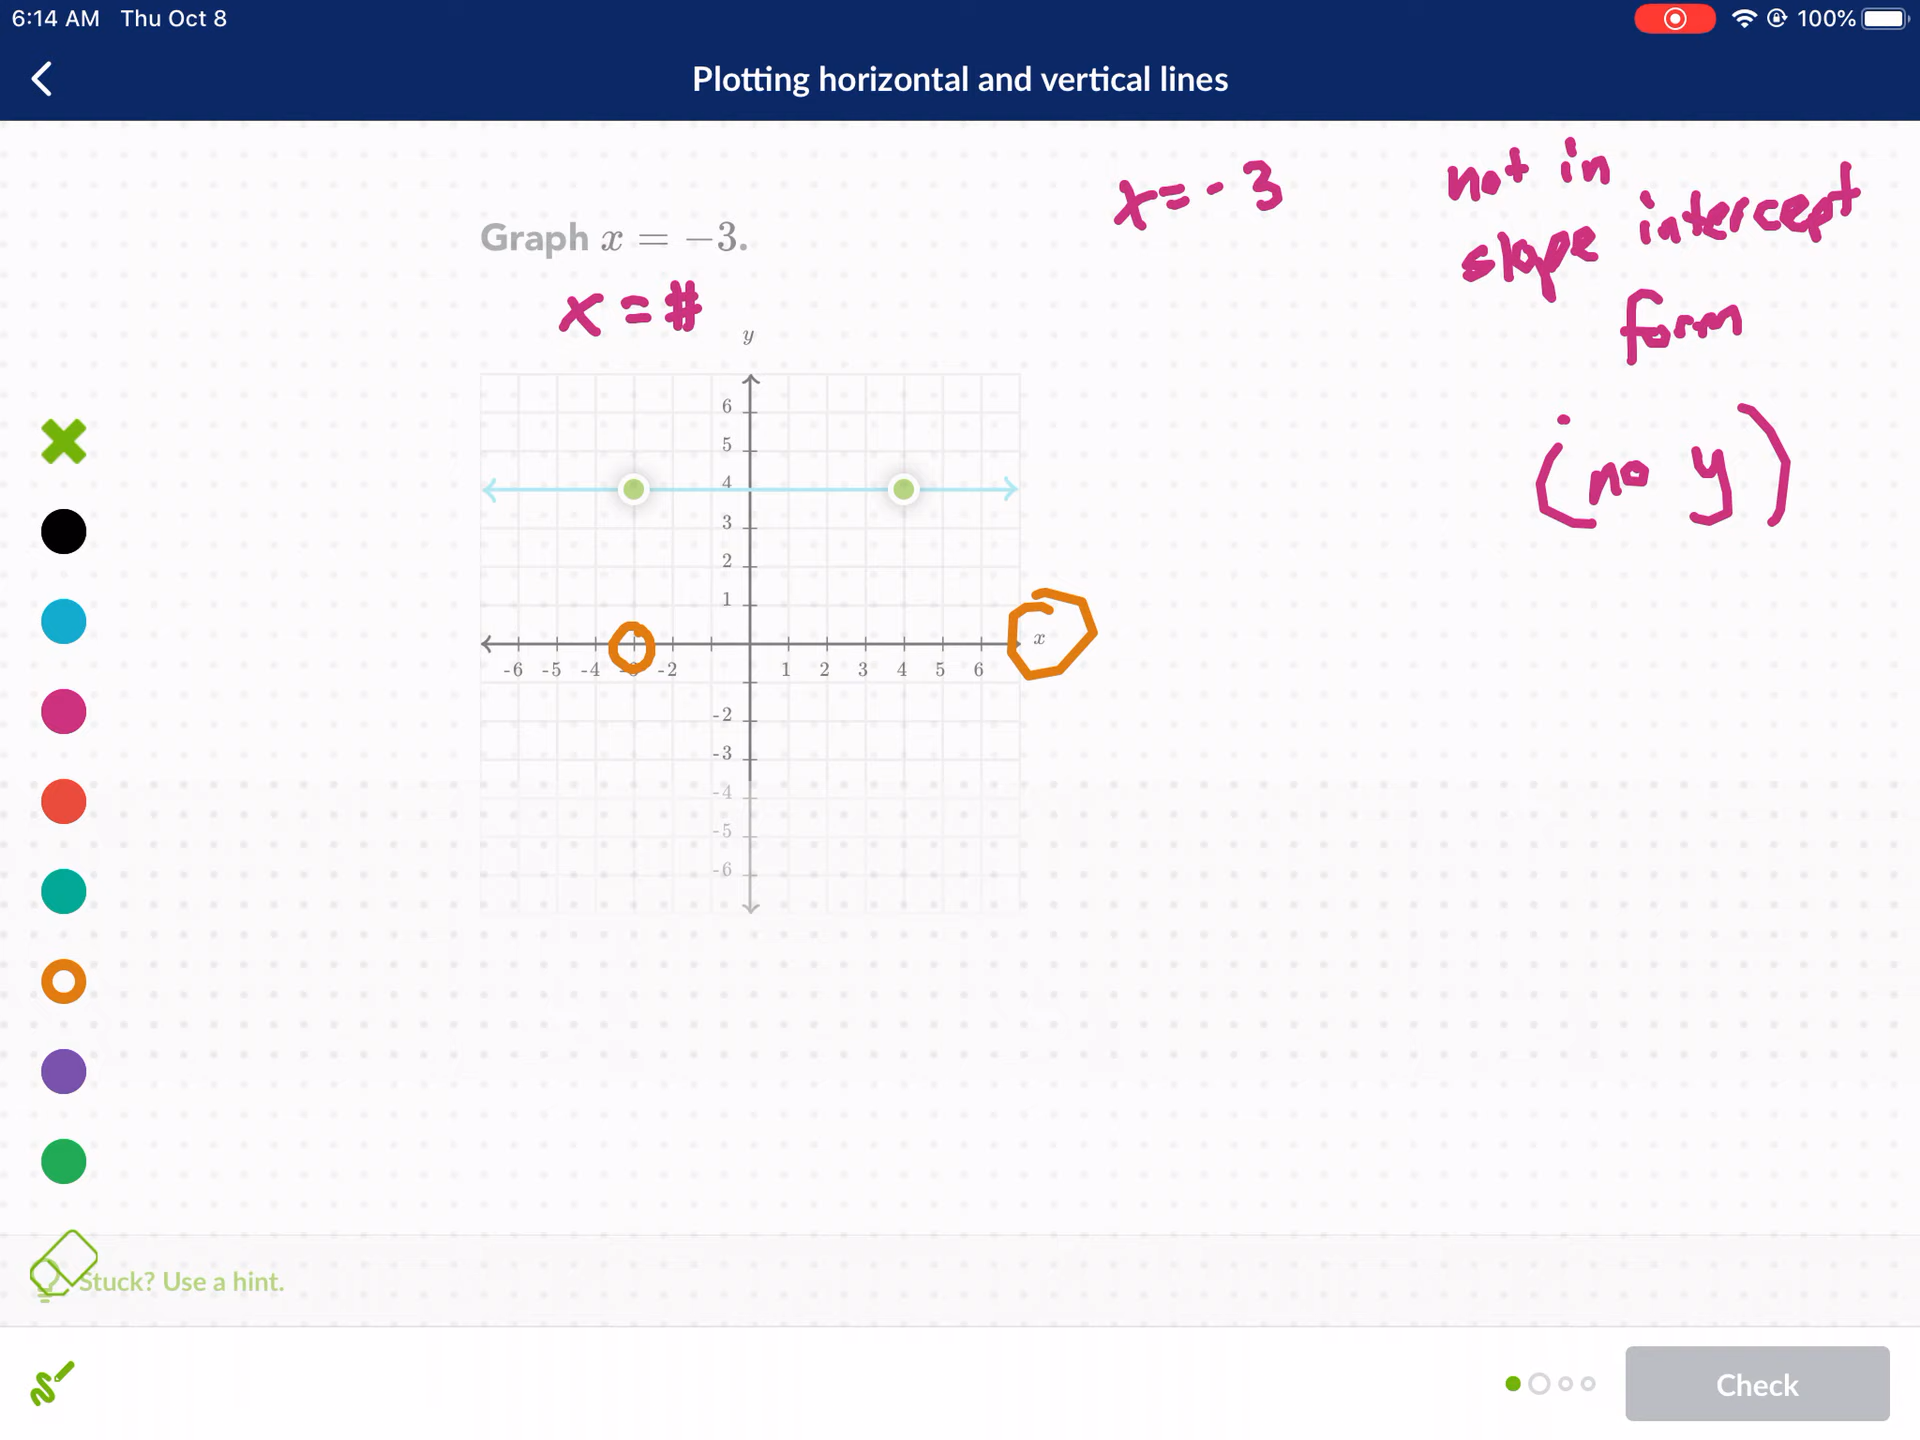 6:14 AM Thu Oct 8
100%
Plotting horizontal and vertical lines
x = - 3
not in
slope intercept
form
(no y)
Graph x = −3.
x = #
y
6
5
4
3
2
1
x
-6 -5 -4 -3 -2 1 2 3 4 5 6
-2
-3
-4
-5
-6
Stuck? Use a hint.
Check